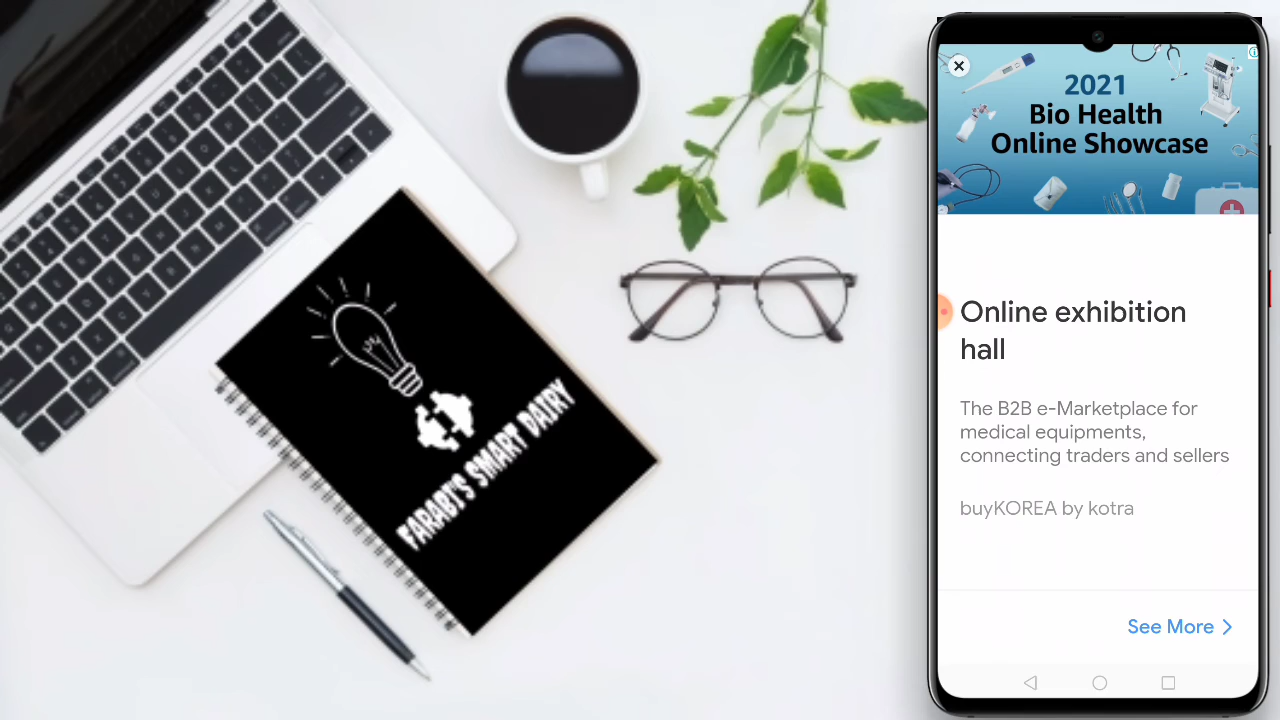 FARABI'S SMART DAIRY
2021
Bio Health
Online Showcase
Online exhibition
hall
The B2B e-Marketplace for
medical equipments,
connecting traders and sellers
buyKOREA by kotra
See More